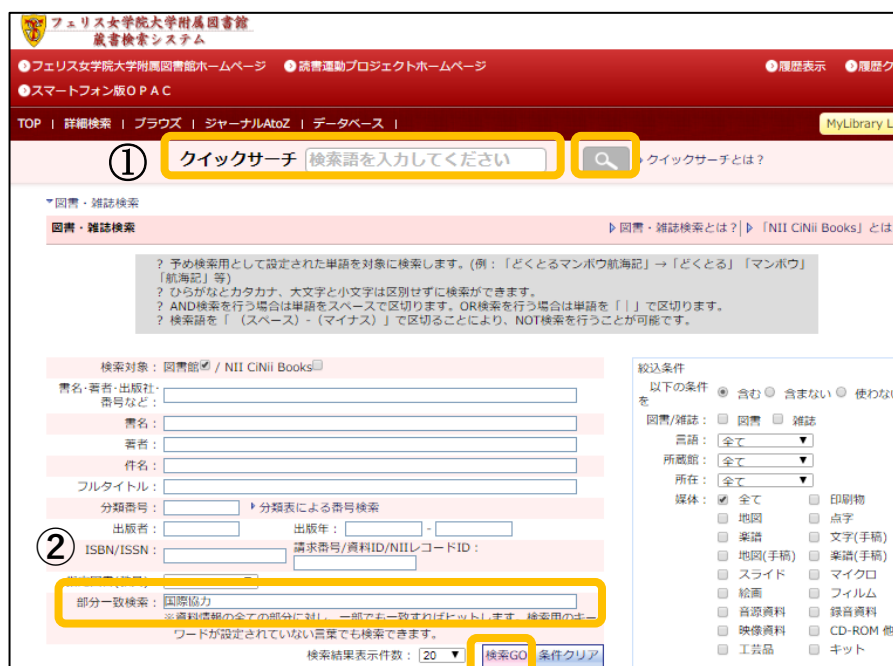 フェリス女学院大学附属図書館
蔵書検索システム
フェリス女学院大学附属図書館ホームページ 読書運動プロジェクトホームページ 履歴表示 履歴ク
スマートフォン版ＯＰＡＣ
TOP | 詳細検索 | ブラウズ | ジャーナルAtoZ | データベース |
MyLibrary L
① クイックサーチ 検索語を入力してください クイックサーチとは？
図書・雑誌検索
図書・雑誌検索 図書・雑誌検索とは？| 「NII CiNii Books」とは
? 予め検索用として設定された単語を対象に検索します。(例：「どくとるマンボウ航海記」→「どくとる」「マンボウ」
「航海記」等)
? ひらがなとカタカナ、大文字と小文字は区別せずに検索ができます。
? AND検索を行う場合は単語をスペースで区切ります。OR検索を行う場合は単語を「｜」で区切ります。
? 検索語を「 （スペース）-（マイナス）」で区切ることにより、NOT検索を行うことが可能です。
検索対象： 図書館 / NII CiNii Books
書名・著者・出版社・
番号など：
書名：
著者：
件名：
フルタイトル：
分類番号： 分類表による番号検索
出版者： 出版年： -
② ISBN/ISSN： 請求番号/資料ID/NIIレコードID：
部分一致検索： 国際協力
※資料情報の全ての部分に対し、一部でも一致すればヒットします。検索用のキー
ワードが設定されていない言葉でも検索できます。
検索結果表示件数： 20 ▼ 検索GO 条件クリア
絞込条件
以下の条件
を 含む 含まない 使わない
図書/雑誌： 図書 雑誌
言語： 全て ▼
所蔵館： 全て ▼
所在： 全て ▼
媒体： 全て 印刷物
地図 点字
楽譜 文字(手稿)
地図(手稿) 楽譜(手稿)
スライド マイクロ
絵画 フィルム
音源資料 録音資料
映像資料 CD-ROM 他
工芸品 キット